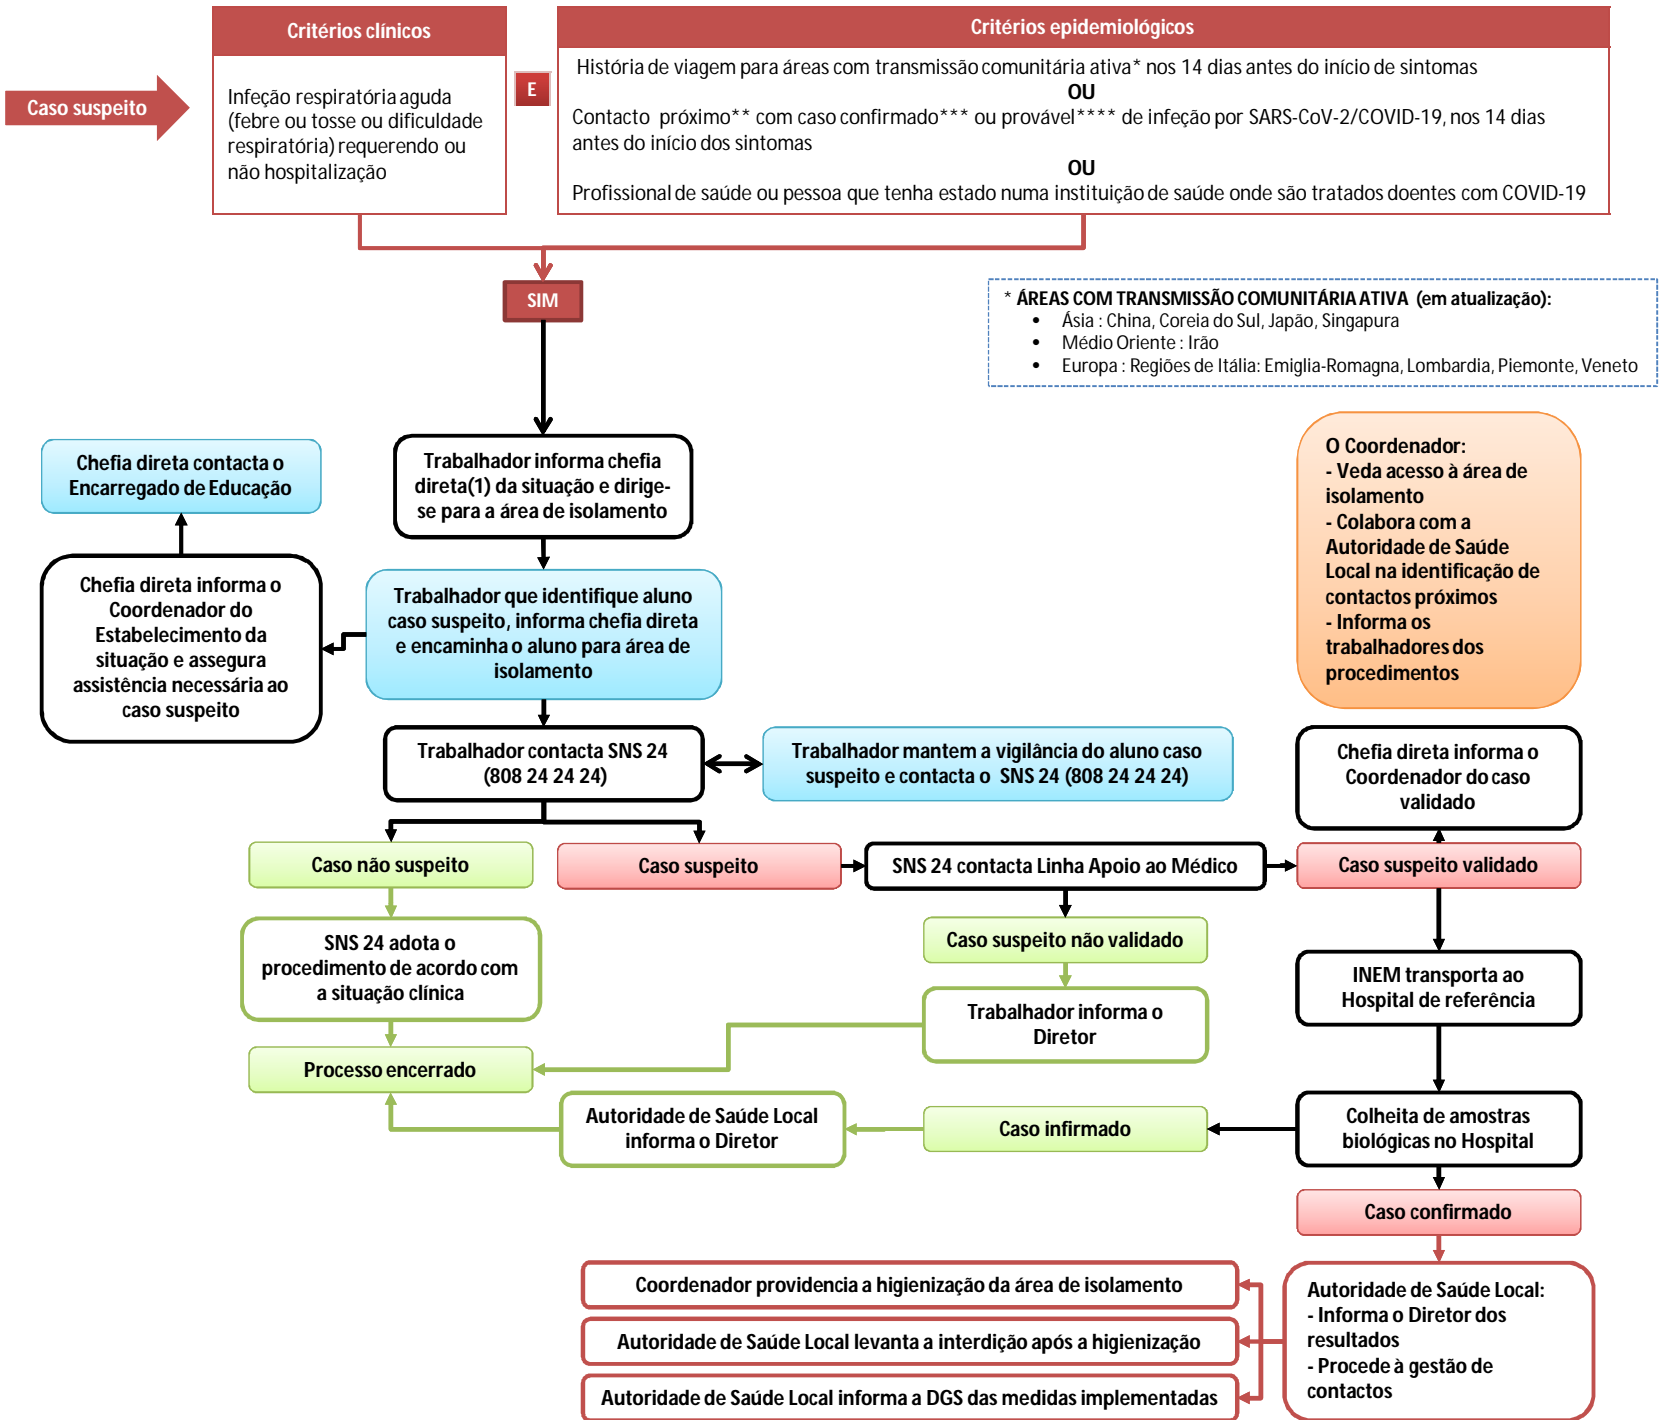 Caso suspeito
Critérios clínicos
Infeção respiratória aguda
(febre ou tosse ou dificuldade
respiratória) requerendo ou
não hospitalização
E
Critérios epidemiológicos
História de viagem para áreas com transmissão comunitária ativa* nos 14 dias antes do início de sintomas
OU
Contacto próximo** com caso confirmado*** ou provável**** de infeção por SARS-CoV-2/COVID-19, nos 14 dias
antes do início dos sintomas
OU
Profissional de saúde ou pessoa que tenha estado numa instituição de saúde onde são tratados doentes com COVID-19
SIM
* ÁREAS COM TRANSMISSÃO COMUNITÁRIA ATIVA (em atualização):
• Ásia : China, Coreia do Sul, Japão, Singapura
• Médio Oriente : Irão
• Europa : Regiões de Itália: Emiglia-Romagna, Lombardia, Piemonte, Veneto
Trabalhador informa chefia
direta(1) da situação e dirige-
se para a área de isolamento
Chefia direta contacta o
Encarregado de Educação
Chefia direta informa o
Coordenador do
Estabelecimento da
situação e assegura
assistência necessária ao
caso suspeito
Trabalhador que identifique aluno
caso suspeito, informa chefia direta
e encaminha o aluno para área de
isolamento
O Coordenador:
- Veda acesso à área de
isolamento
- Colabora com a
Autoridade de Saúde
Local na identificação de
contactos próximos
- Informa os
trabalhadores dos
procedimentos
Trabalhador contacta SNS 24
(808 24 24 24)
Trabalhador mantem a vigilância do aluno caso
suspeito e contacta o SNS 24 (808 24 24 24)
Chefia direta informa o
Coordenador do caso
validado
Caso não suspeito
Caso suspeito
SNS 24 contacta Linha Apoio ao Médico
Caso suspeito validado
SNS 24 adota o
procedimento de acordo com
a situação clínica
Caso suspeito não validado
Trabalhador informa o
Diretor
INEM transporta ao
Hospital de referência
Processo encerrado
Autoridade de Saúde Local
informa o Diretor
Caso infirmado
Colheita de amostras
biológicas no Hospital
Caso confirmado
Coordenador providencia a higienização da área de isolamento
Autoridade de Saúde Local levanta a interdição após a higienização
Autoridade de Saúde Local informa a DGS das medidas implementadas
Autoridade de Saúde Local:
- Informa o Diretor dos
resultados
- Procede à gestão de
contactos